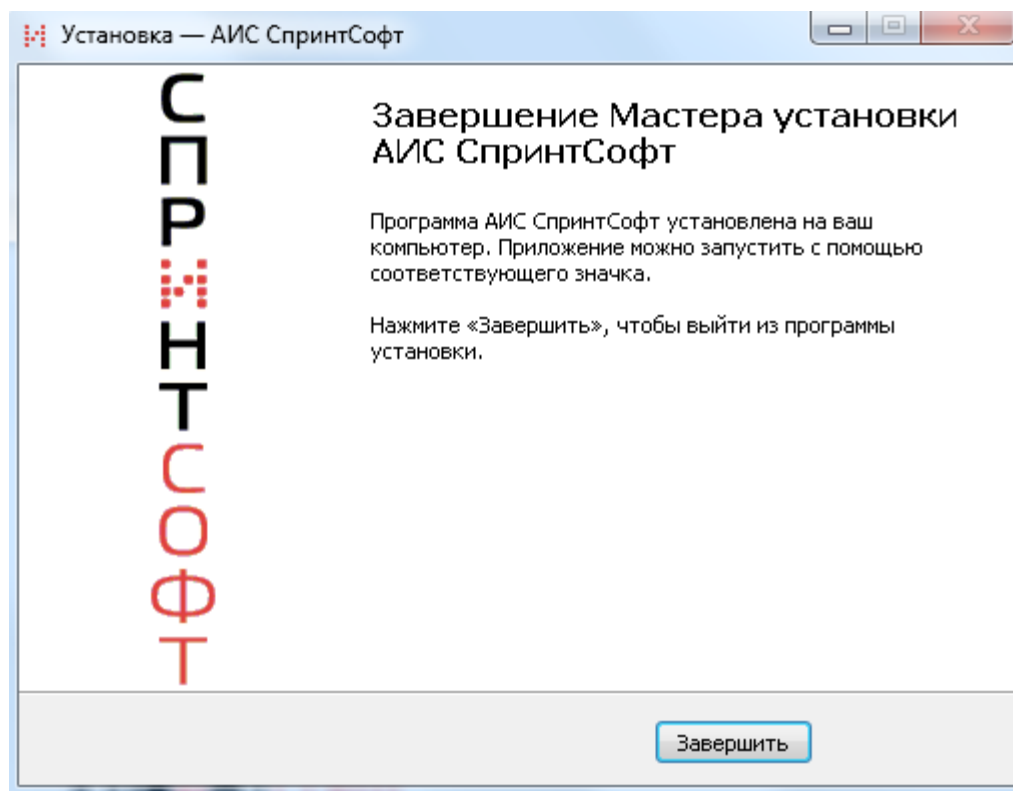 Установка — АИС СпринтСофт
СПРИНТСОФТ
Завершение Мастера установки
АИС СпринтСофт
Программа АИС СпринтСофт установлена на ваш
компьютер. Приложение можно запустить с помощью
соответствующего значка.
Нажмите «Завершить», чтобы выйти из программы
установки.
Завершить